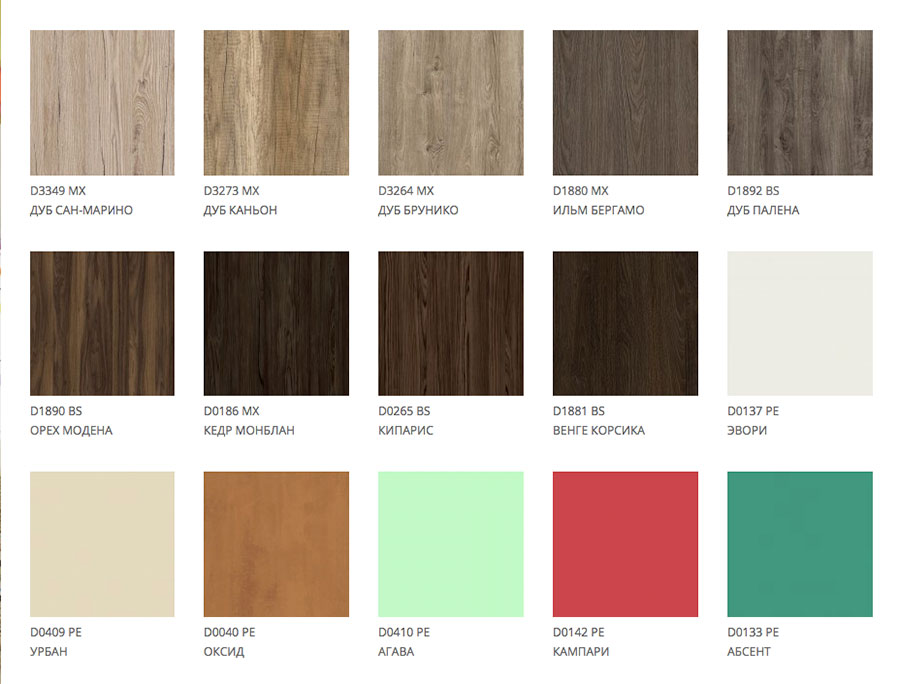 D3349 MX
ДУБ САН-МАРИНО
D3273 MX
ДУБ КАНЬОН
D3264 MX
ДУБ БРУНИКО
D1880 MX
ИЛЬМ БЕРГАМО
D1892 BS
ДУБ ПАЛЕНА
D1890 BS
ОРЕХ МОДЕНА
D0186 MX
КЕДР МОНБЛАН
D0265 BS
КИПАРИС
D1881 BS
ВЕНГЕ КОРСИКА
D0137 PE
ЭВОРИ
D0409 PE
УРБАН
D0040 PE
ОКСИД
D0410 PE
АГАВА
D0142 PE
КАМПАРИ
D0133 PE
АБСЕНТ